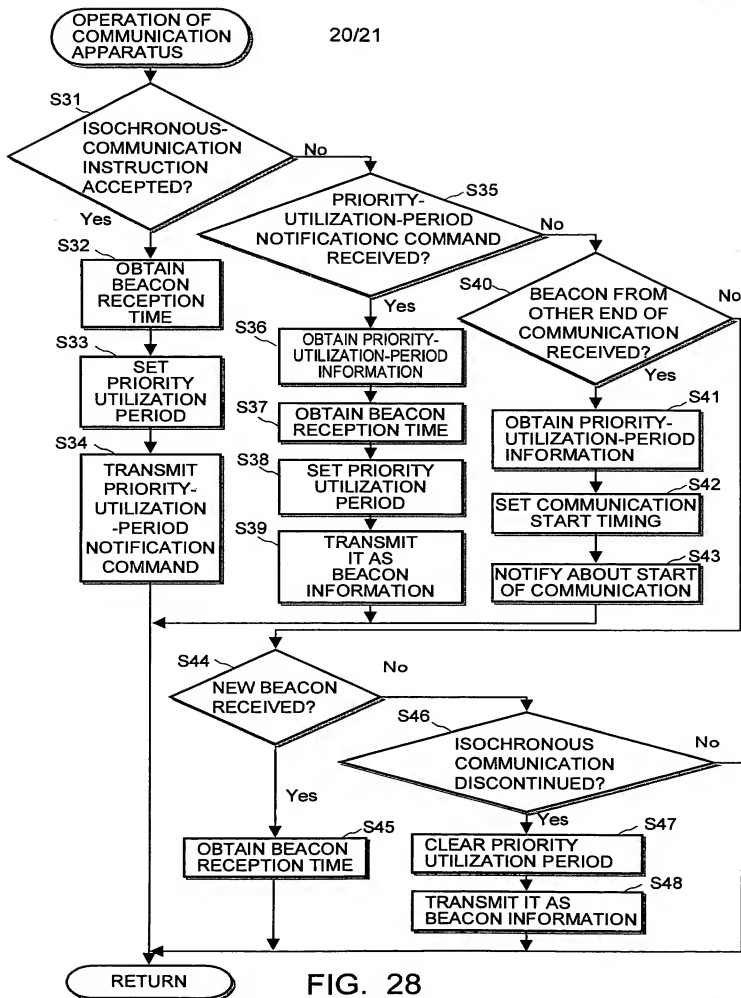 20/21
OPERATION OF
COMMUNICATION
APPARATUS
S31
ISOCHRONOUS-
COMMUNICATION
INSTRUCTION
ACCEPTED?
No
Yes
S35
PRIORITY-
UTILIZATION-PERIOD
NOTIFICATIONC COMMAND
RECEIVED?
No
Yes
S32
OBTAIN
BEACON
RECEPTION
TIME
S33
SET
PRIORITY
UTILIZATION
PERIOD
S34
TRANSMIT
PRIORITY-
UTILIZATION
-PERIOD
NOTIFICATION
COMMAND
S36
OBTAIN PRIORITY-
UTILIZATION-PERIOD
INFORMATION
S37
OBTAIN BEACON
RECEPTION TIME
S38
SET PRIORITY
UTILIZATION
PERIOD
S39
TRANSMIT
IT AS
BEACON
INFORMATION
S40
BEACON FROM
OTHER END OF
COMMUNICATION
RECEIVED?
No
Yes
S41
OBTAIN PRIORITY-
UTILIZATION-PERIOD
INFORMATION
S42
SET COMMUNICATION
START TIMING
S43
NOTIFY ABOUT START
OF COMMUNICATION
S44
NEW BEACON
RECEIVED?
No
Yes
S45
OBTAIN BEACON
RECEPTION TIME
S46
ISOCHRONOUS
COMMUNICATION
DISCONTINUED?
No
Yes
S47
CLEAR PRIORITY
UTILIZATION PERIOD
S48
TRANSMIT IT AS
BEACON INFORMATION
RETURN
FIG. 28